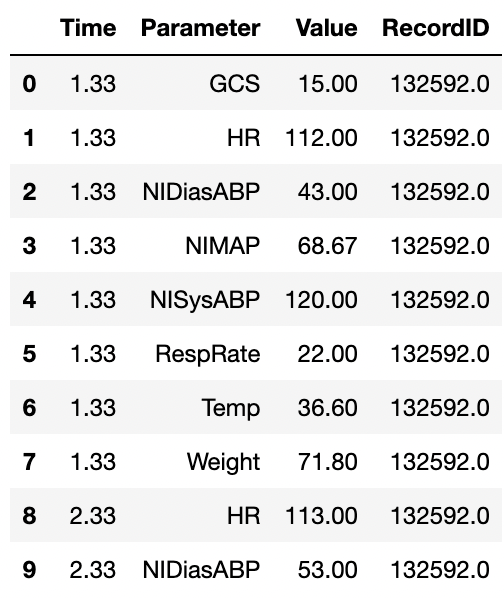 Time Parameter Value RecordID
0 1.33 GCS 15.00 132592.0
1 1.33 HR 112.00 132592.0
2 1.33 NIDiasABP 43.00 132592.0
3 1.33 NIMAP 68.67 132592.0
4 1.33 NISysABP 120.00 132592.0
5 1.33 RespRate 22.00 132592.0
6 1.33 Temp 36.60 132592.0
7 1.33 Weight 71.80 132592.0
8 2.33 HR 113.00 132592.0
9 2.33 NIDiasABP 53.00 132592.0